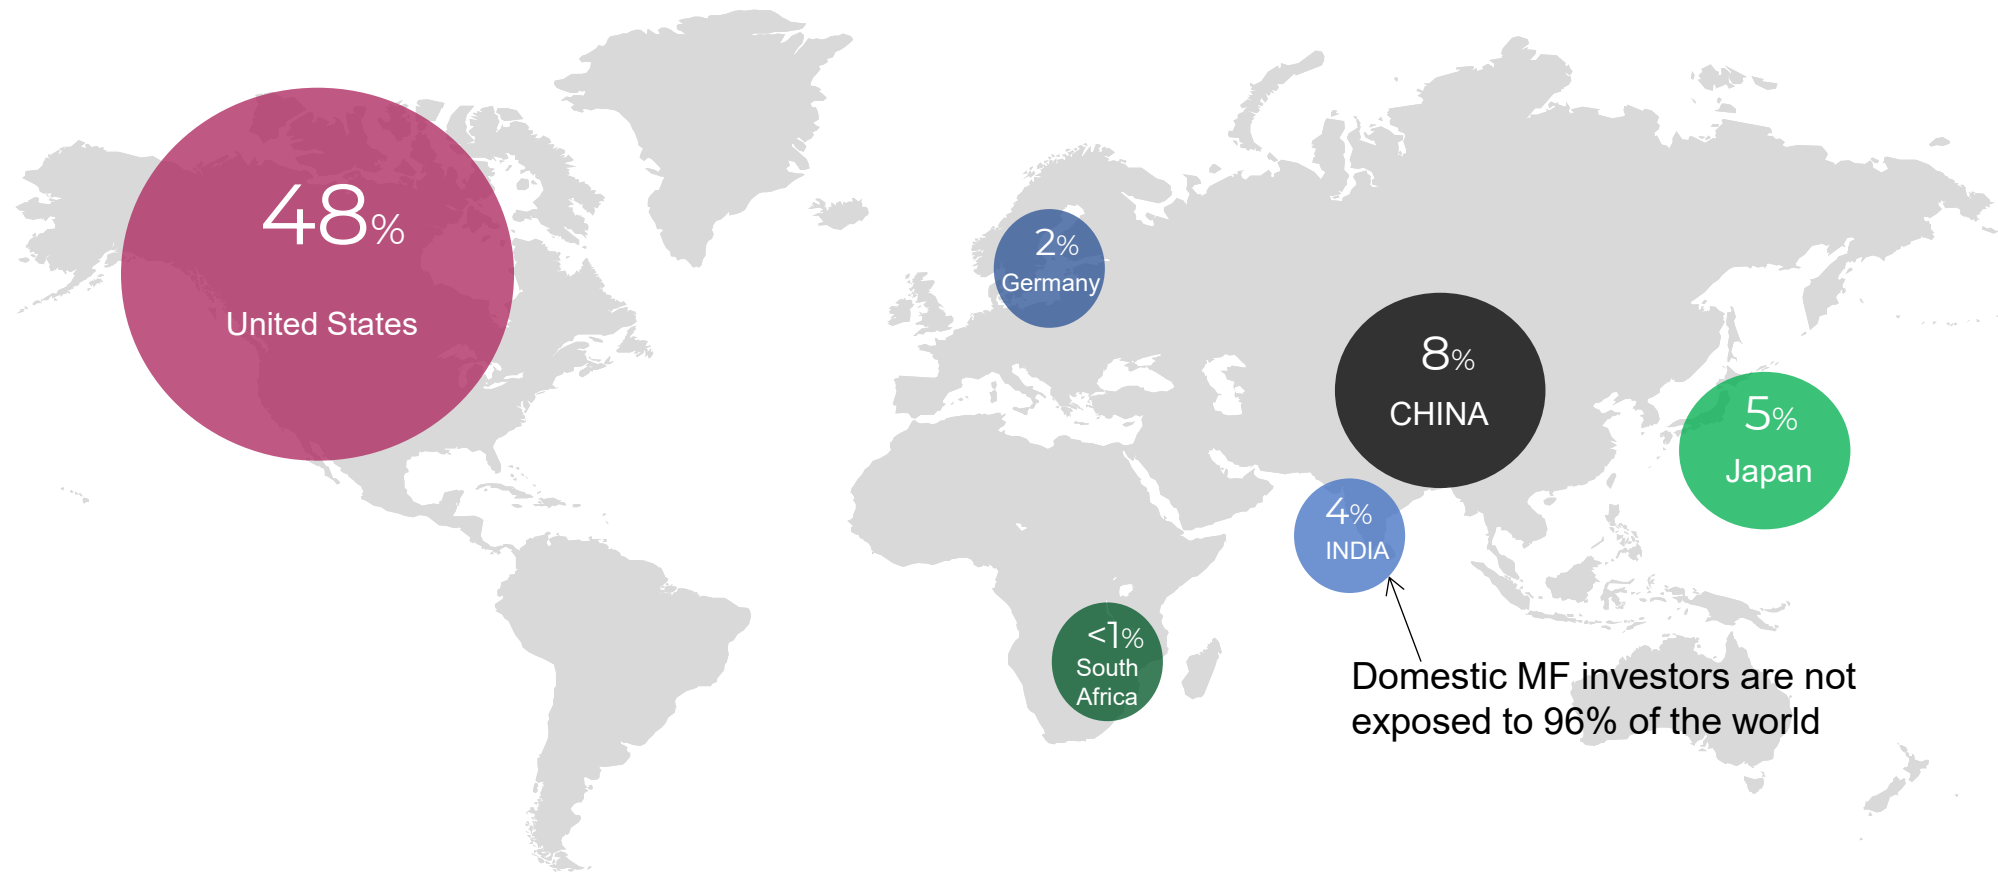 48%
United States
2%
Germany
8%
CHINA
5%
Japan
4%
INDIA
<1%
South
Africa
Domestic MF investors are not
exposed to 96% of the world